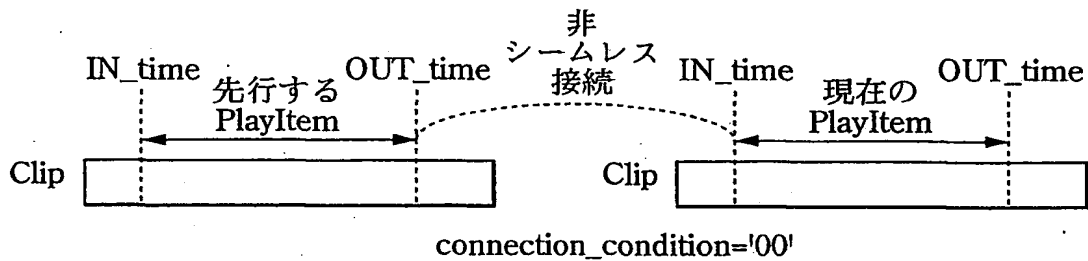 非
シームレス
接続
IN_time
OUT_time
IN_time
OUT_time
先行する
PlayItem
現在の
PlayItem
Clip
Clip
connection_condition='00'